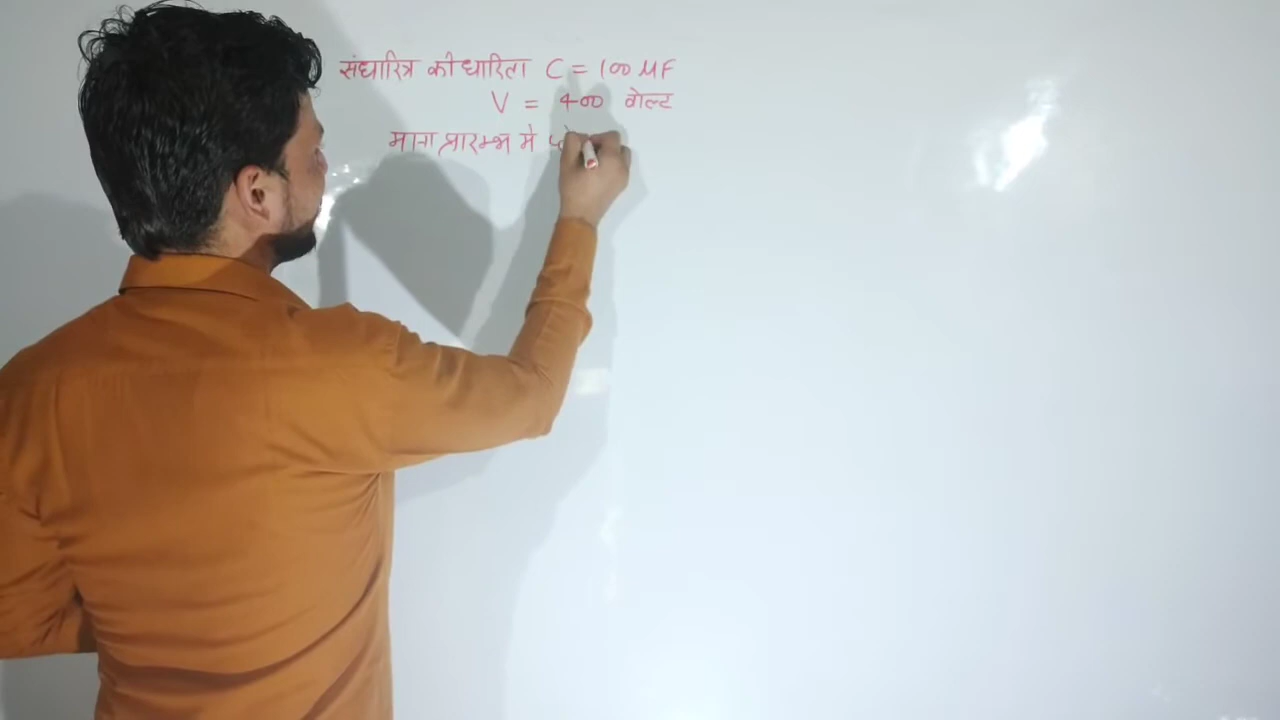 संधारित्र की धारिता C = 100 μF
V = 400 वोल्ट
माना प्रारम्भ में